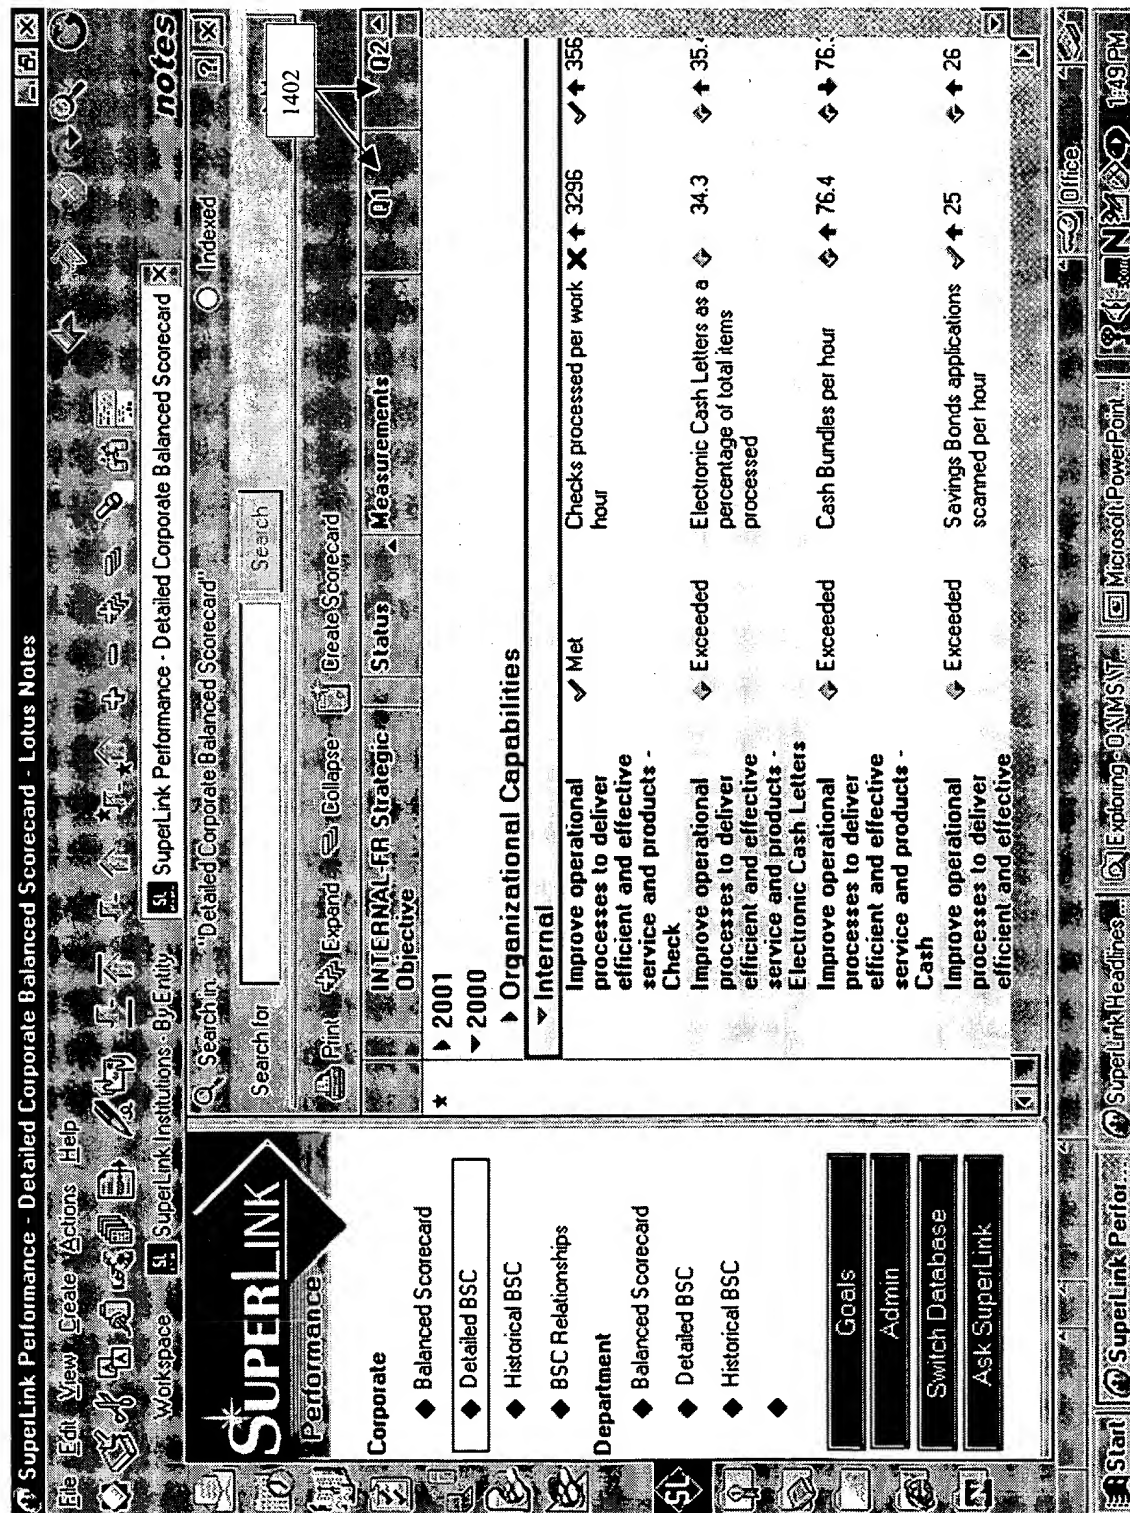 SuperLink Performance - Detailed Corporate Balanced Scorecard - Lotus Notes
File Edit View Create Actions Help
Workspace
SL SuperLink Institutions - By Entity
SL SuperLink Performance - Detailed Corporate Balanced Scorecard
notes
SUPERLINK
Performance
Corporate
Balanced Scorecard
Detailed BSC
Historical BSC
BSC Relationships
Department
Balanced Scorecard
Detailed BSC
Historical BSC
Goals
Admin
Switch Database
Ask SuperLink
Search in: "Detailed Corporate Balanced Scorecard"
Indexed
Search for
Search
Print Expand Collapse Create Scorecard
1402
INTERNAL-FR Strategic Objective Status Measurements Q1 Q2
2001
2000
Organizational Capabilities
Internal
Improve operational Met Checks processed per work 3296 356
processes to deliver hour
efficient and effective
service and products -
Check
Improve operational Exceeded Electronic Cash Letters as a 34.3 35.
processes to deliver percentage of total items
efficient and effective processed
service and products -
Electronic Cash Letters
Improve operational Exceeded Cash Bundles per hour 76.4 76.
processes to deliver
efficient and effective
service and products -
Cash
Improve operational Exceeded Savings Bonds applications 25 26
processes to deliver scanned per hour
efficient and effective
Start SuperLink Perfor... SuperLink Headlines... Exploring - Microsoft PowerPoint... Office 1:49 PM